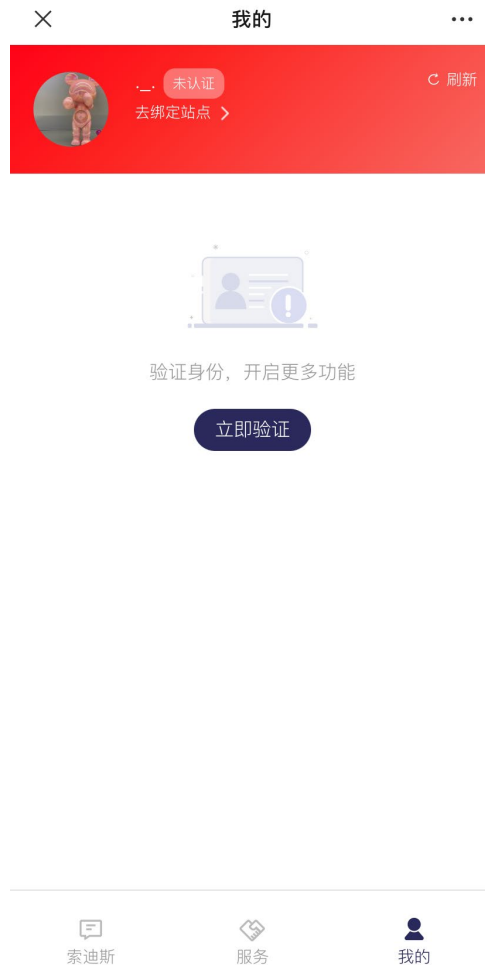 我的
._. 未认证
刷新
去绑定站点
验证身份，开启更多功能
立即验证
索迪斯
服务
我的